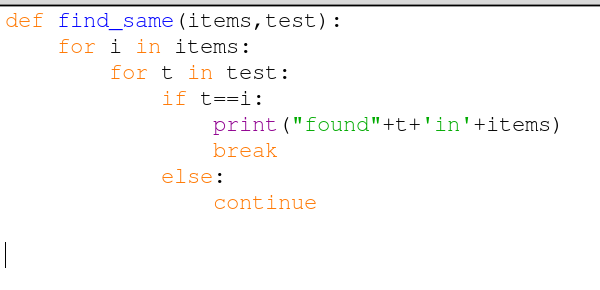 def find_same(items,test):
    for i in items:
        for t in test:
            if t==i:
                print("found"+t+'in'+items)
                break
            else:
                continue